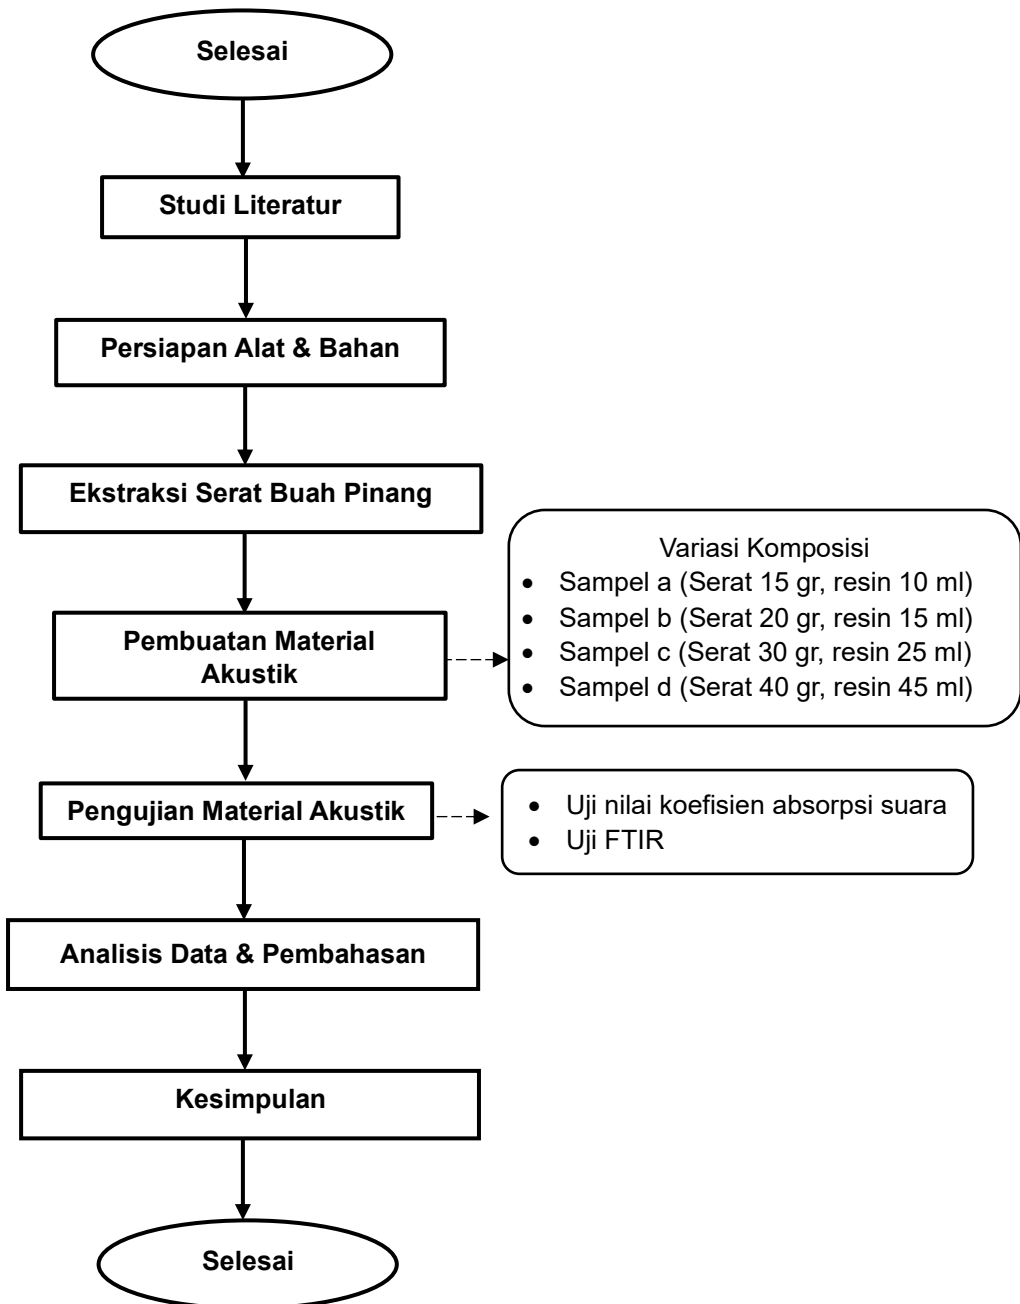 Selesai
Studi Literatur
Persiapan Alat & Bahan
Ekstraksi Serat Buah Pinang
Pembuatan Material
Akustik
Variasi Komposisi
• Sampel a (Serat 15 gr, resin 10 ml)
• Sampel b (Serat 20 gr, resin 15 ml)
• Sampel c (Serat 30 gr, resin 25 ml)
• Sampel d (Serat 40 gr, resin 45 ml)
Pengujian Material Akustik
• Uji nilai koefisien absorpsi suara
• Uji FTIR
Analisis Data & Pembahasan
Kesimpulan
Selesai